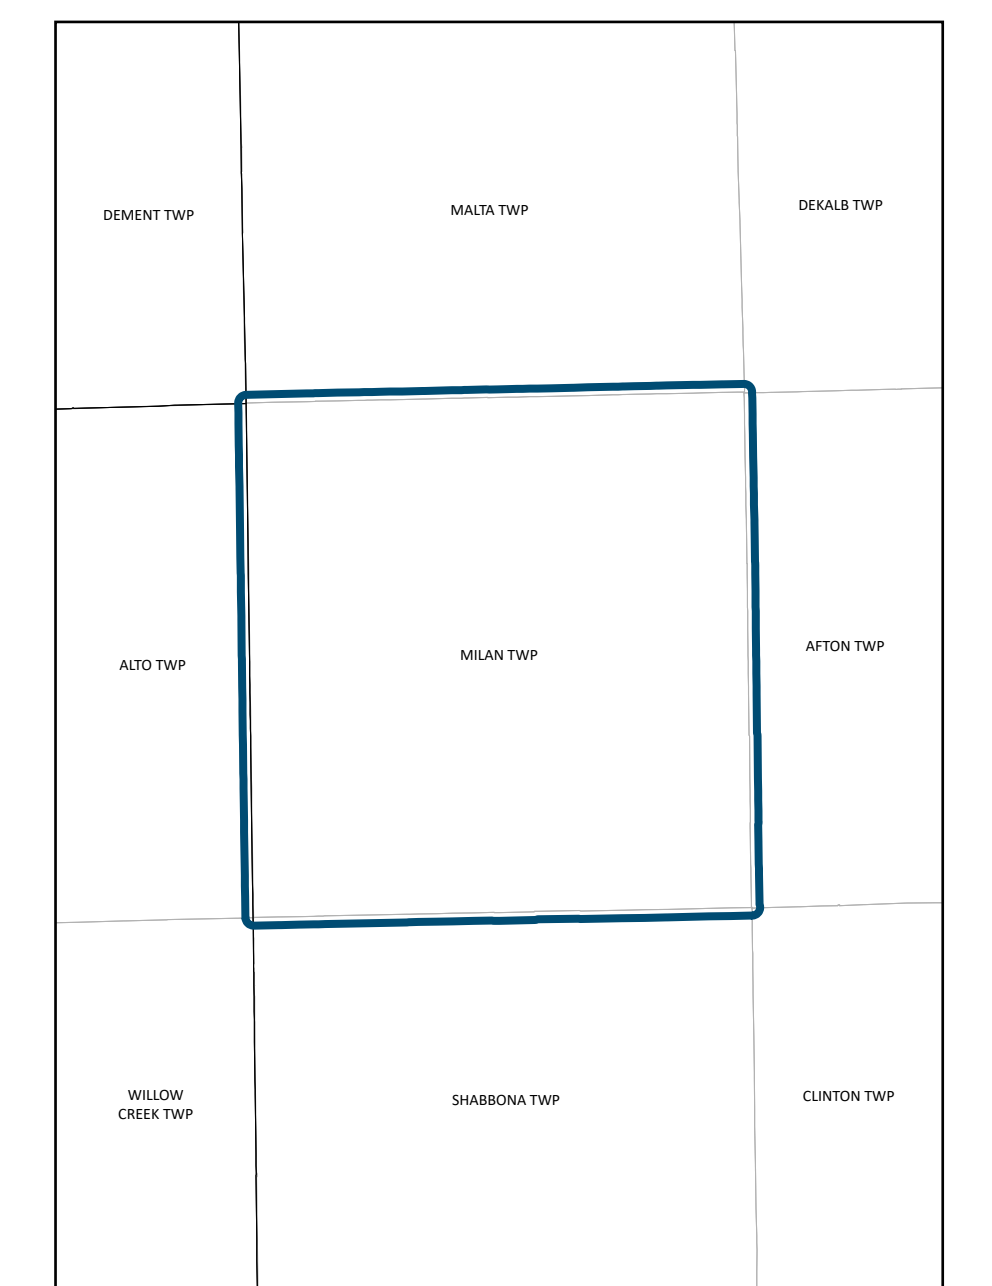 DEMENT TWP
MALTA TWP
DEKALB TWP
ALTO TWP
MILAN TWP
AFTON TWP
WILLOW
CREEK TWP
SHABBONA TWP
CLINTON TWP